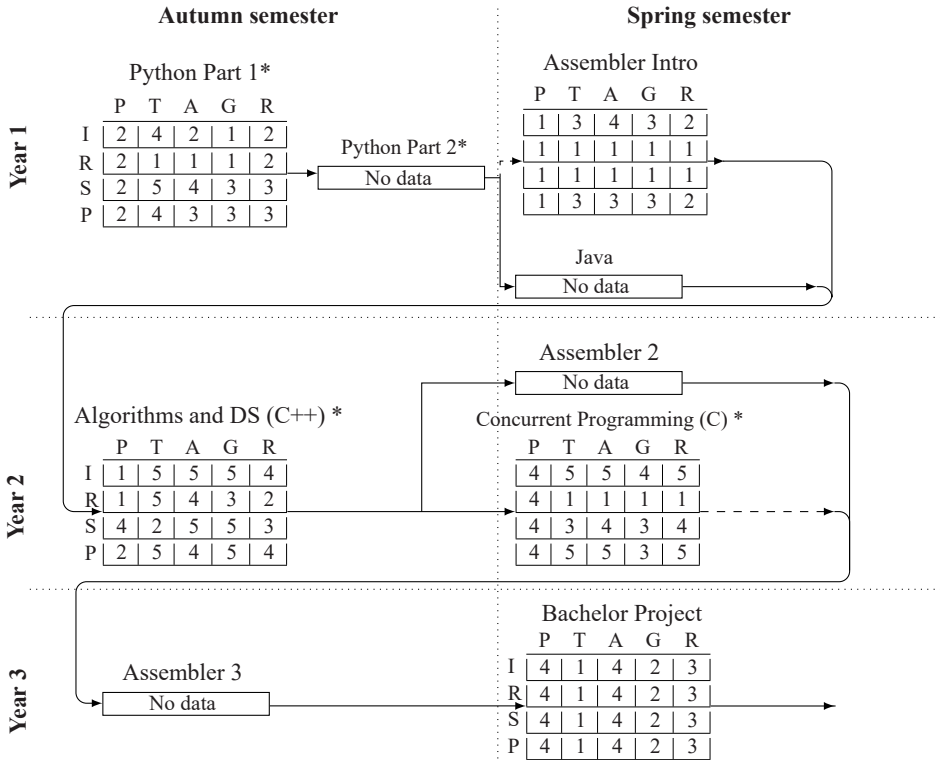 Autumn semester
Spring semester
Year 1
Python Part 1*
P T A G R
I 2 4 2 1 2
R 2 1 1 1 2
S 2 5 4 3 3
P 2 4 3 3 3
Python Part 2*
No data
Assembler Intro
P T A G R
1 3 4 3 2
1 1 1 1 1
1 1 1 1 1
1 3 3 3 2
Java
No data
Year 2
Algorithms and DS (C++) *
P T A G R
I 1 5 5 5 4
R 1 5 4 3 2
S 4 2 5 5 3
P 2 5 4 5 4
Assembler 2
No data
Concurrent Programming (C) *
P T A G R
4 5 5 4 5
4 1 1 1 1
4 3 4 3 4
4 5 5 3 5
Year 3
Assembler 3
No data
Bachelor Project
P T A G R
I 4 1 4 2 3
R 4 1 4 2 3
S 4 1 4 2 3
P 4 1 4 2 3